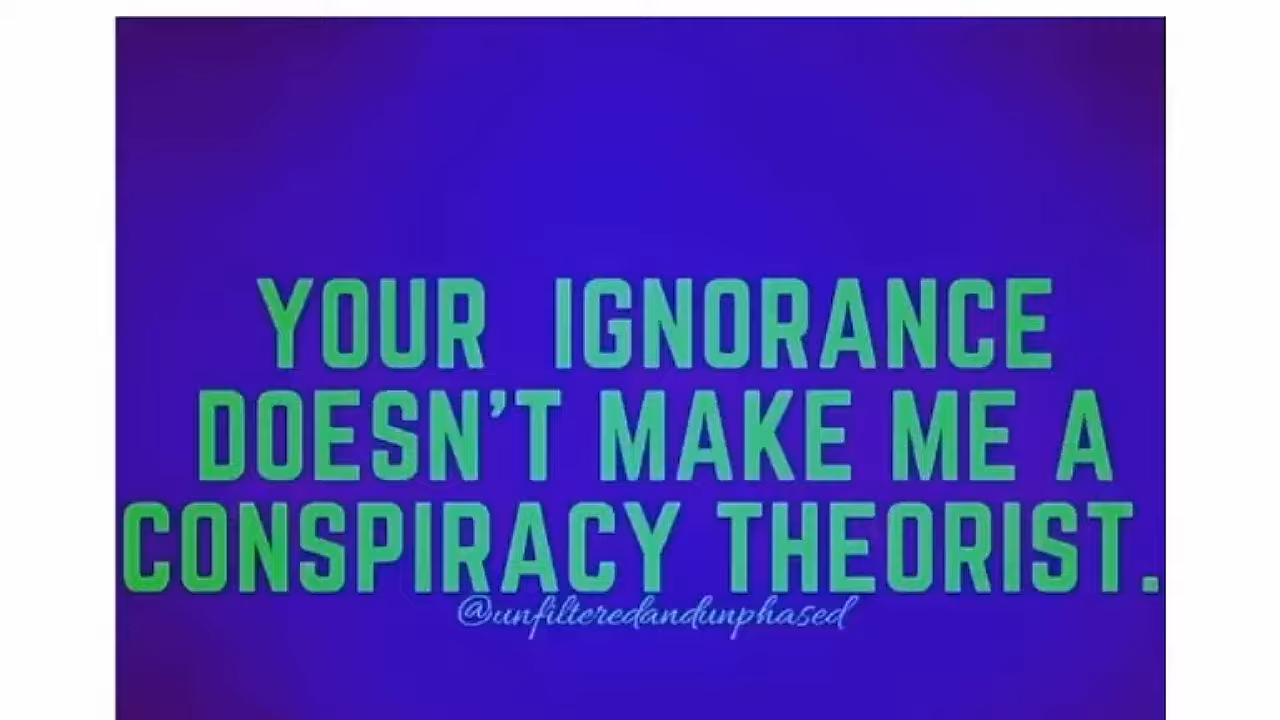 YOUR IGNORANCE
DOESN'T MAKE ME A
CONSPIRACY THEORIST.
@unfilteredandunphased